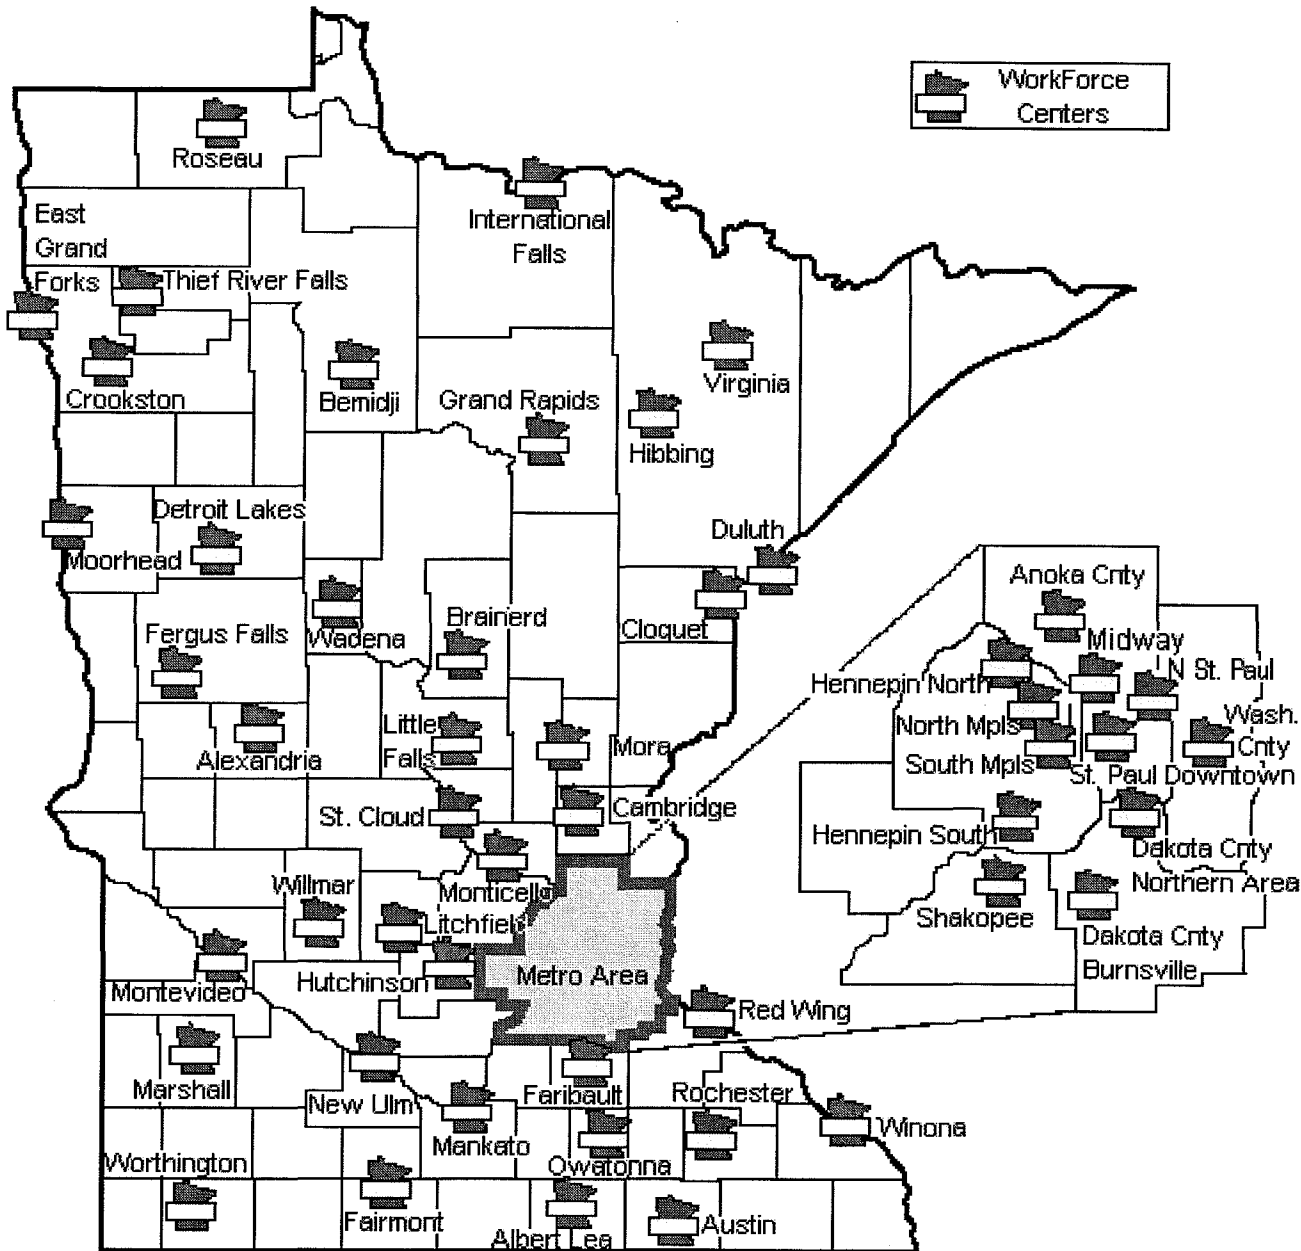 WorkForce
Centers
Roseau
International
Falls
East
Grand
Forks
Thief River Falls
Crookston
Bemidji
Grand Rapids
Virginia
Hibbing
Detroit Lakes
Moorhead
Duluth
Cloquet
Wadena
Brainerd
Fergus Falls
Alexandria
Little
Falls
Mora
St. Cloud
Cambridge
Willmar
Monticello
Litchfield
Hutchinson
Montevideo
Metro Area
Red Wing
Marshall
New Ulm
Mankato
Faribault
Rochester
Winona
Owatonna
Worthington
Fairmont
Albert Lea
Austin
Anoka Cnty
Midway
N St. Paul
Hennepin North
North Mpls
Wash.
Cnty
South Mpls
St. Paul Downtown
Hennepin South
Dakota Cnty
Northern Area
Shakopee
Dakota Cnty
Burnsville